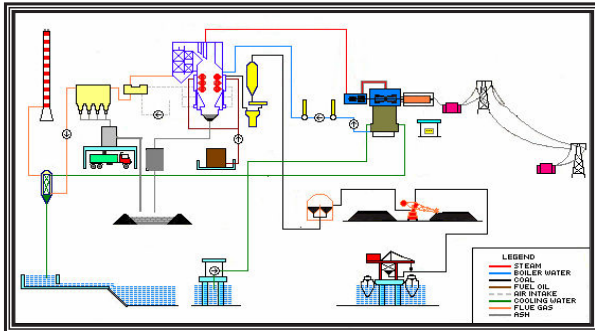 LEGEND
STEAM
BOILER WATER
COAL
FUEL OIL
AIR INTAKE
COOLING WATER
FLUE GAS
ASH